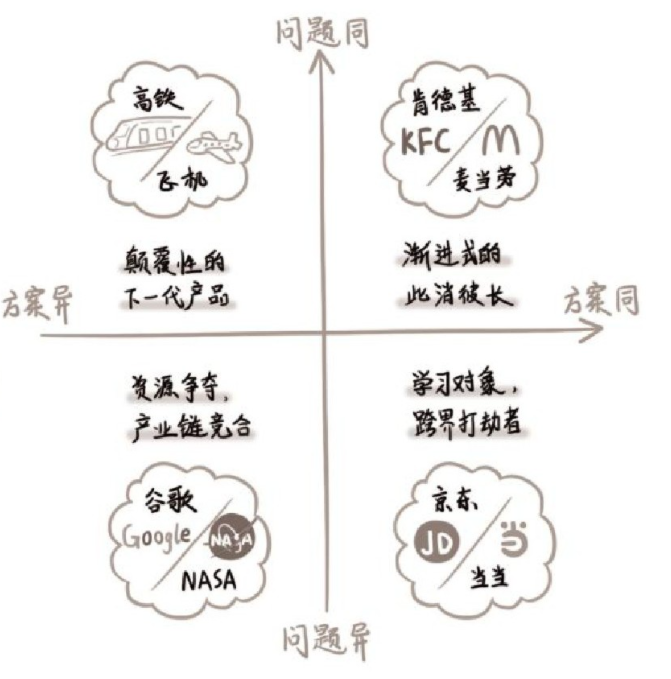 问题同
高铁
飞机
肯德基
KFC
麦当劳
颠覆性的
下一代产品
渐进式的
此消彼长
方案异
方案同
资源争夺，
产业链竞合
学习对象，
跨界打劫者
谷歌
Google
NASA
NASA
京东
JD
当
当当
问题异